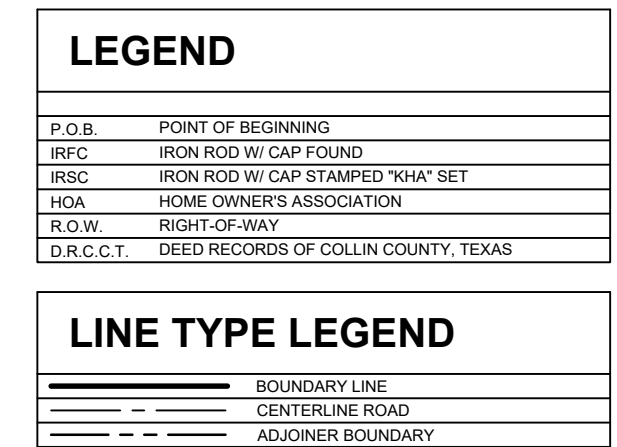 LEGEND
P.O.B. POINT OF BEGINNING
IRFC IRON ROD W/ CAP FOUND
IRSC IRON ROD W/ CAP STAMPED "KHA" SET
HOA HOME OWNER'S ASSOCIATION
R.O.W. RIGHT-OF-WAY
D.R.C.C.T. DEED RECORDS OF COLLIN COUNTY, TEXAS
LINE TYPE LEGEND
BOUNDARY LINE
CENTERLINE ROAD
ADJOINER BOUNDARY